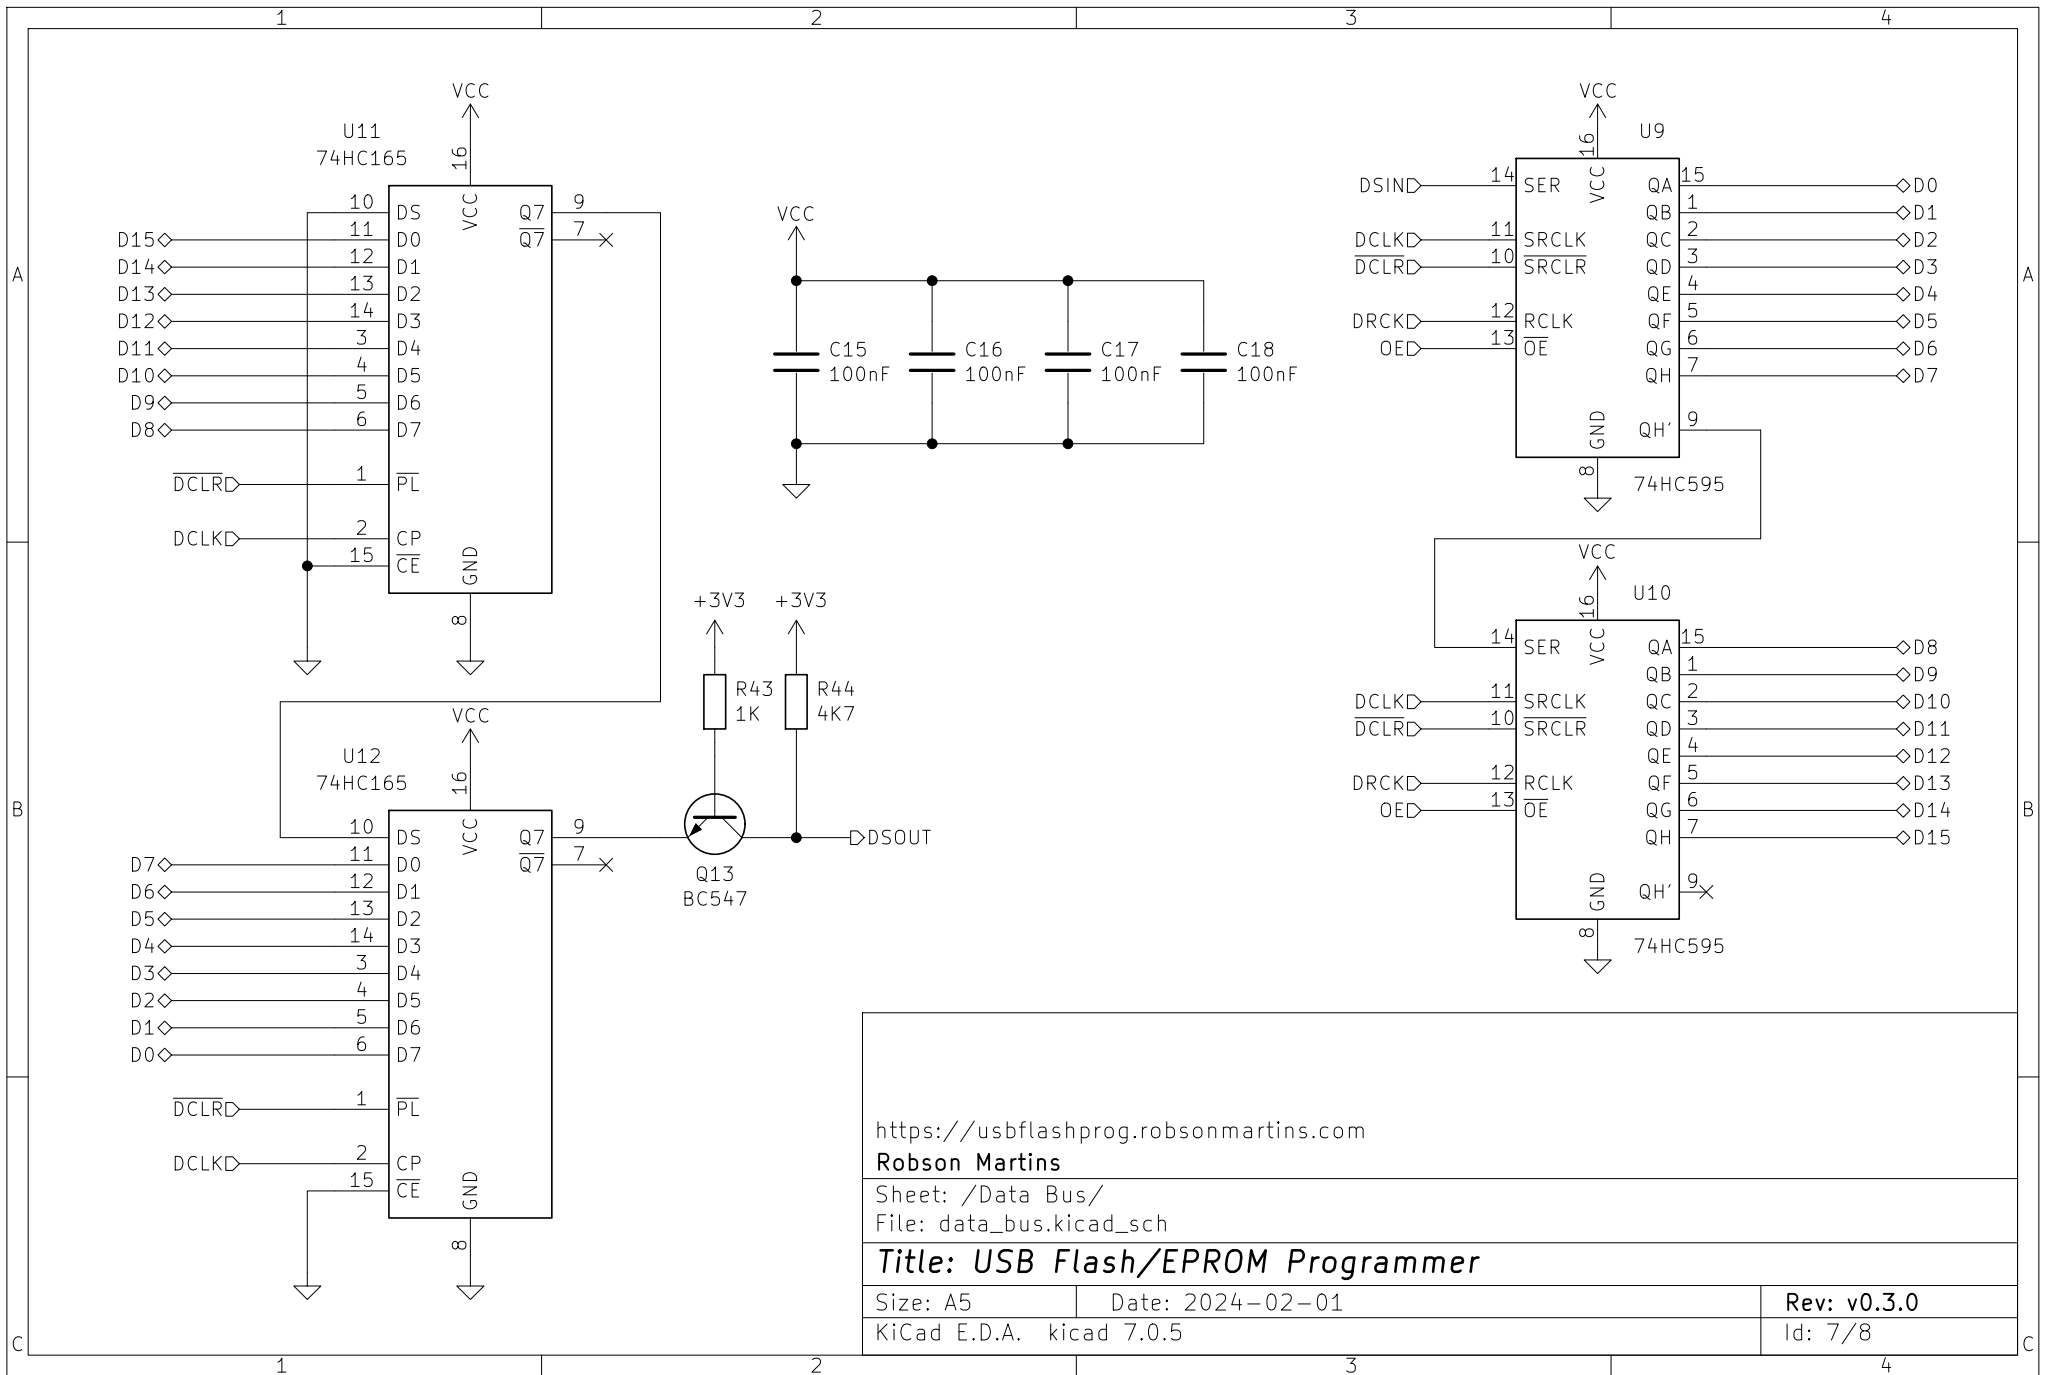 1 2 3 4
A A
B B
C C
VCC
U11
74HC165
16
VCC
10 DS Q7 9
D15 11 D0 Q7 7
D14 12 D1
D13 13 D2
D12 14 D3
D11 3 D4
D10 4 D5
D9 5 D6
D8 6 D7
DCLR 1 PL
DCLK 2 CP
15 CE
GND
8
VCC
U12
74HC165
16
VCC
10 DS Q7 9
D7 11 D0 Q7 7
D6 12 D1
D5 13 D2
D4 14 D3
D3 3 D4
D2 4 D5
D1 5 D6
D0 6 D7
DCLR 1 PL
DCLK 2 CP
15 CE
GND
8
VCC
C15 C16 C17 C18
100nF 100nF 100nF 100nF
+3V3 +3V3
R43 R44
1K 4K7
DSOUT
Q13
BC547
VCC
U9
16
VCC
DSIN 14 SER QA 15 D0
QB 1 D1
DCLK 11 SRCLK QC 2 D2
DCLR 10 SRCLR QD 3 D3
QE 4 D4
DRCK 12 RCLK QF 5 D5
OE 13 OE QG 6 D6
QH 7 D7
GND
QH' 9
8
74HC595
VCC
U10
16
VCC
14 SER QA 15 D8
QB 1 D9
DCLK 11 SRCLK QC 2 D10
DCLR 10 SRCLR QD 3 D11
QE 4 D12
DRCK 12 RCLK QF 5 D13
OE 13 OE QG 6 D14
QH 7 D15
GND
QH' 9
8
74HC595
https://usbflashprog.robsonmartins.com
Robson Martins
Sheet: /Data Bus/
File: data_bus.kicad_sch
Title: USB Flash/EPROM Programmer
Size: A5 Date: 2024-02-01 Rev: v0.3.0
KiCad E.D.A. kicad 7.0.5 Id: 7/8
1 2 3 4